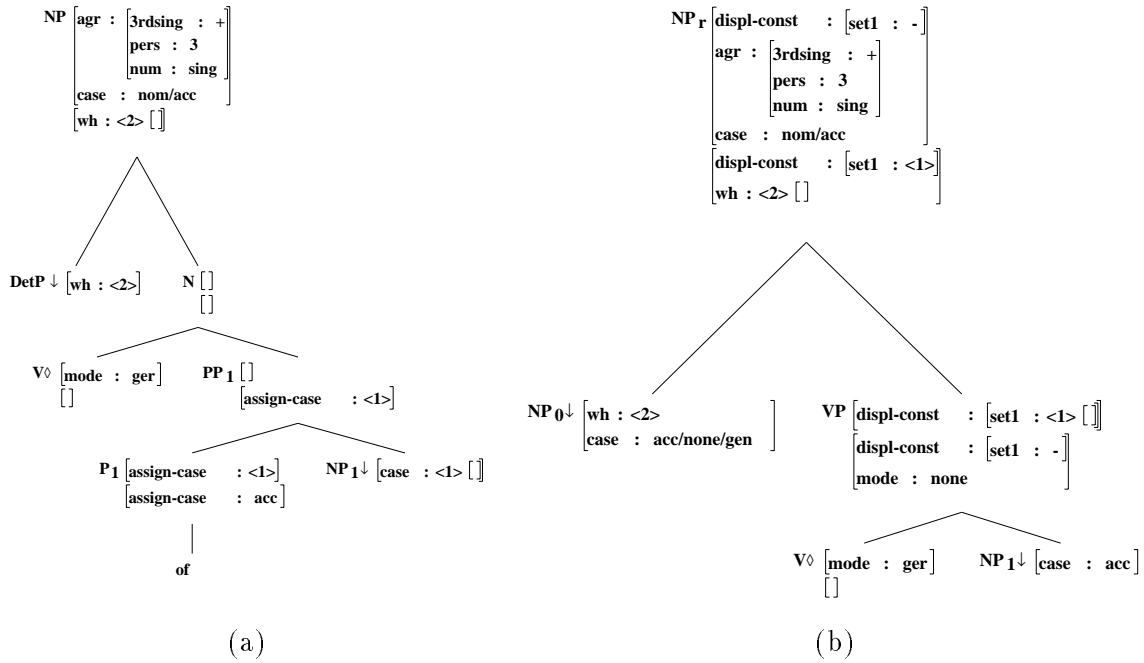 NP [agr : [3rdsing : +
pers : 3
num : sing]
case : nom/acc]
[wh : <2> []]
DetP ↓ [wh : <2>]
N []
[]
V◊ [mode : ger]
[]
PP 1 []
[assign-case : <1>]
P 1 [assign-case : <1>]
[assign-case : acc]
NP 1 ↓ [case : <1> []]
of
(a)
NP r [displ-const : [set1 : -]
agr : [3rdsing : +
pers : 3
num : sing]
case : nom/acc]
[displ-const : [set1 : <1>]
wh : <2> []]
NP 0 ↓ [wh : <2>
case : acc/none/gen]
VP [displ-const : [set1 : <1> []]]
[displ-const : [set1 : -]
mode : none]
V◊ [mode : ger]
[]
NP 1 ↓ [case : acc]
(b)